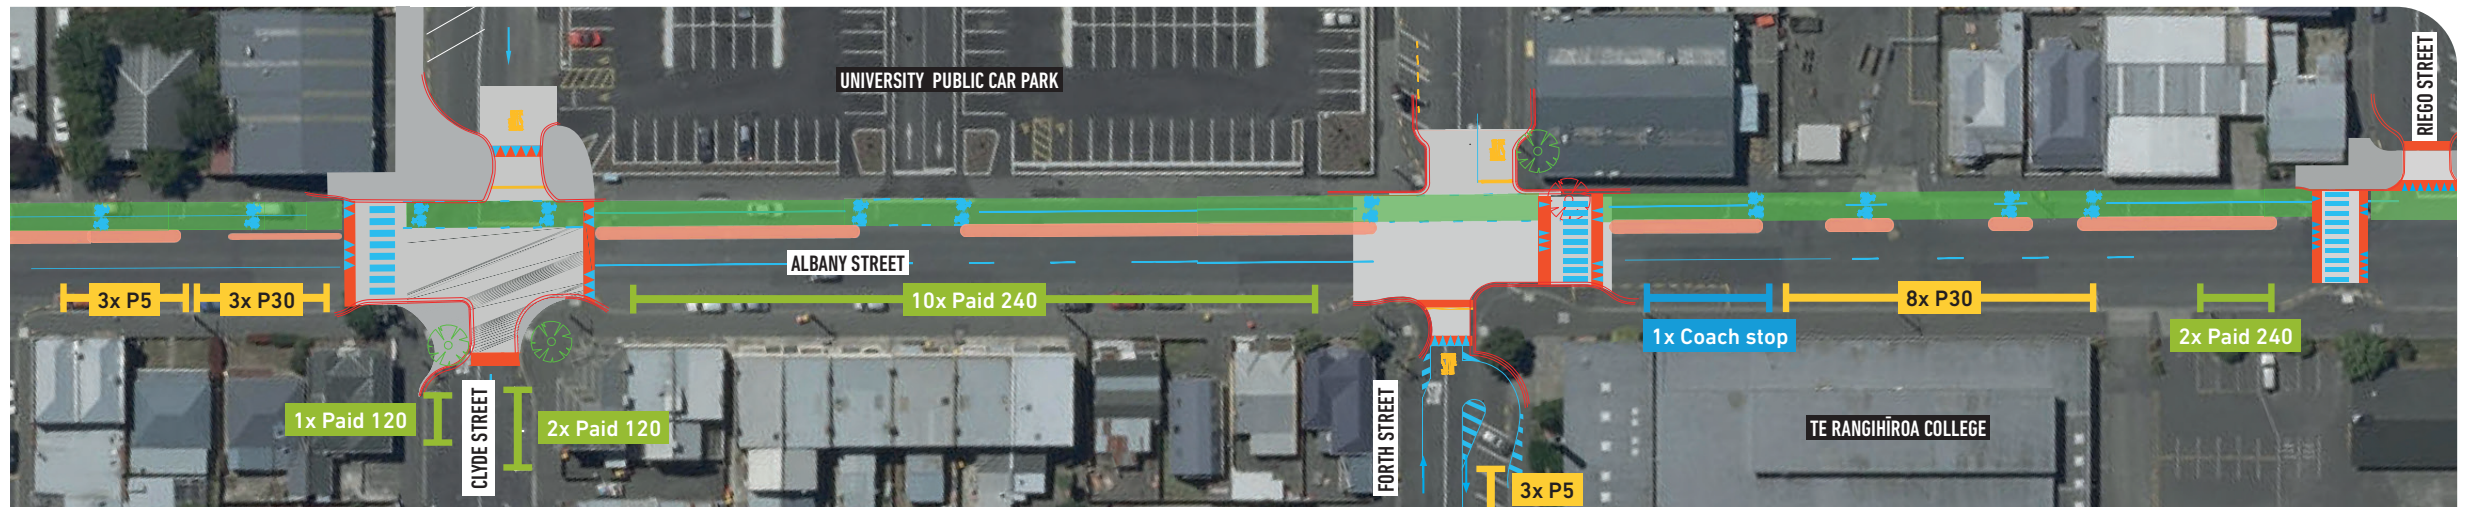 UNIVERSITY PUBLIC CAR PARK
RIEGO STREET
ALBANY STREET
3x P5
3x P30
10x Paid 240
8x P30
1x Coach stop
2x Paid 240
1x Paid 120
CLYDE STREET
2x Paid 120
FORTH STREET
TE RANGIHĪROA COLLEGE
3x P5